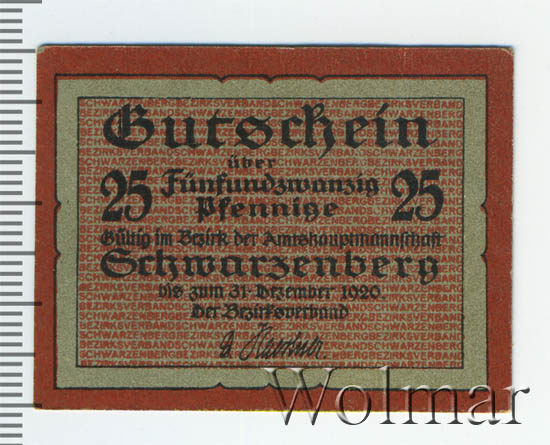 Gutschein
über
25 Fünfundzwanzig 25
Pfennige
Gültig im Bezirk der Amtshauptmannschaft
Schwarzenberg
bis zum 31. Dezember 1920.
Der Bezirksverband
Wolmar